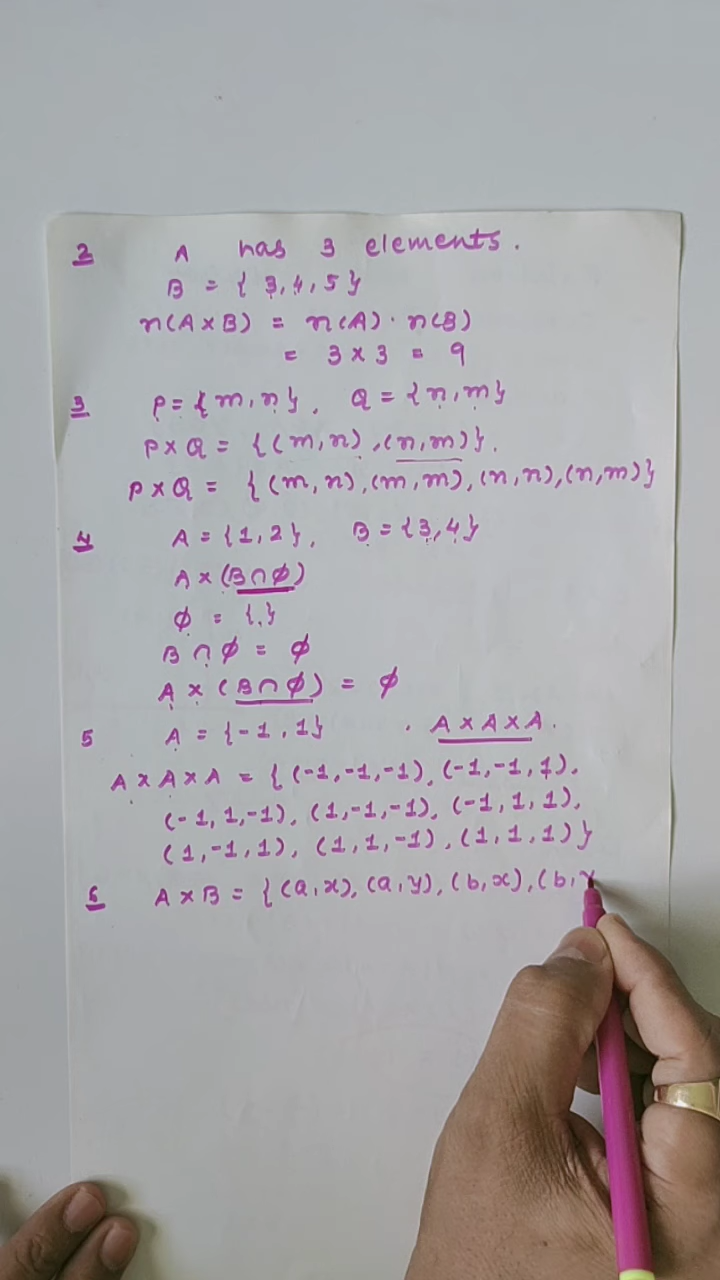 2 A has 3 elements.
B = {3,4,5}
n(A×B) = n(A)·n(B)
= 3×3 = 9
3 P={m,n}, Q={n,m}
P×Q = {(m,n),(n,m)}.
P×Q = {(m,n),(m,m),(n,n),(n,m)}
4 A={1,2}, B={3,4}
A×(B∩ϕ)
ϕ = {.}
B∩ϕ = ϕ
A×(B∩ϕ) = ϕ
5 A={-1,1} . A×A×A.
A×A×A = {(-1,-1,-1),(-1,-1,1),
(-1,1,-1),(1,-1,-1),(-1,1,1),
(1,-1,1),(1,1,-1),(1,1,1)}
6 A×B = {(a,x),(a,y),(b,x),(b,